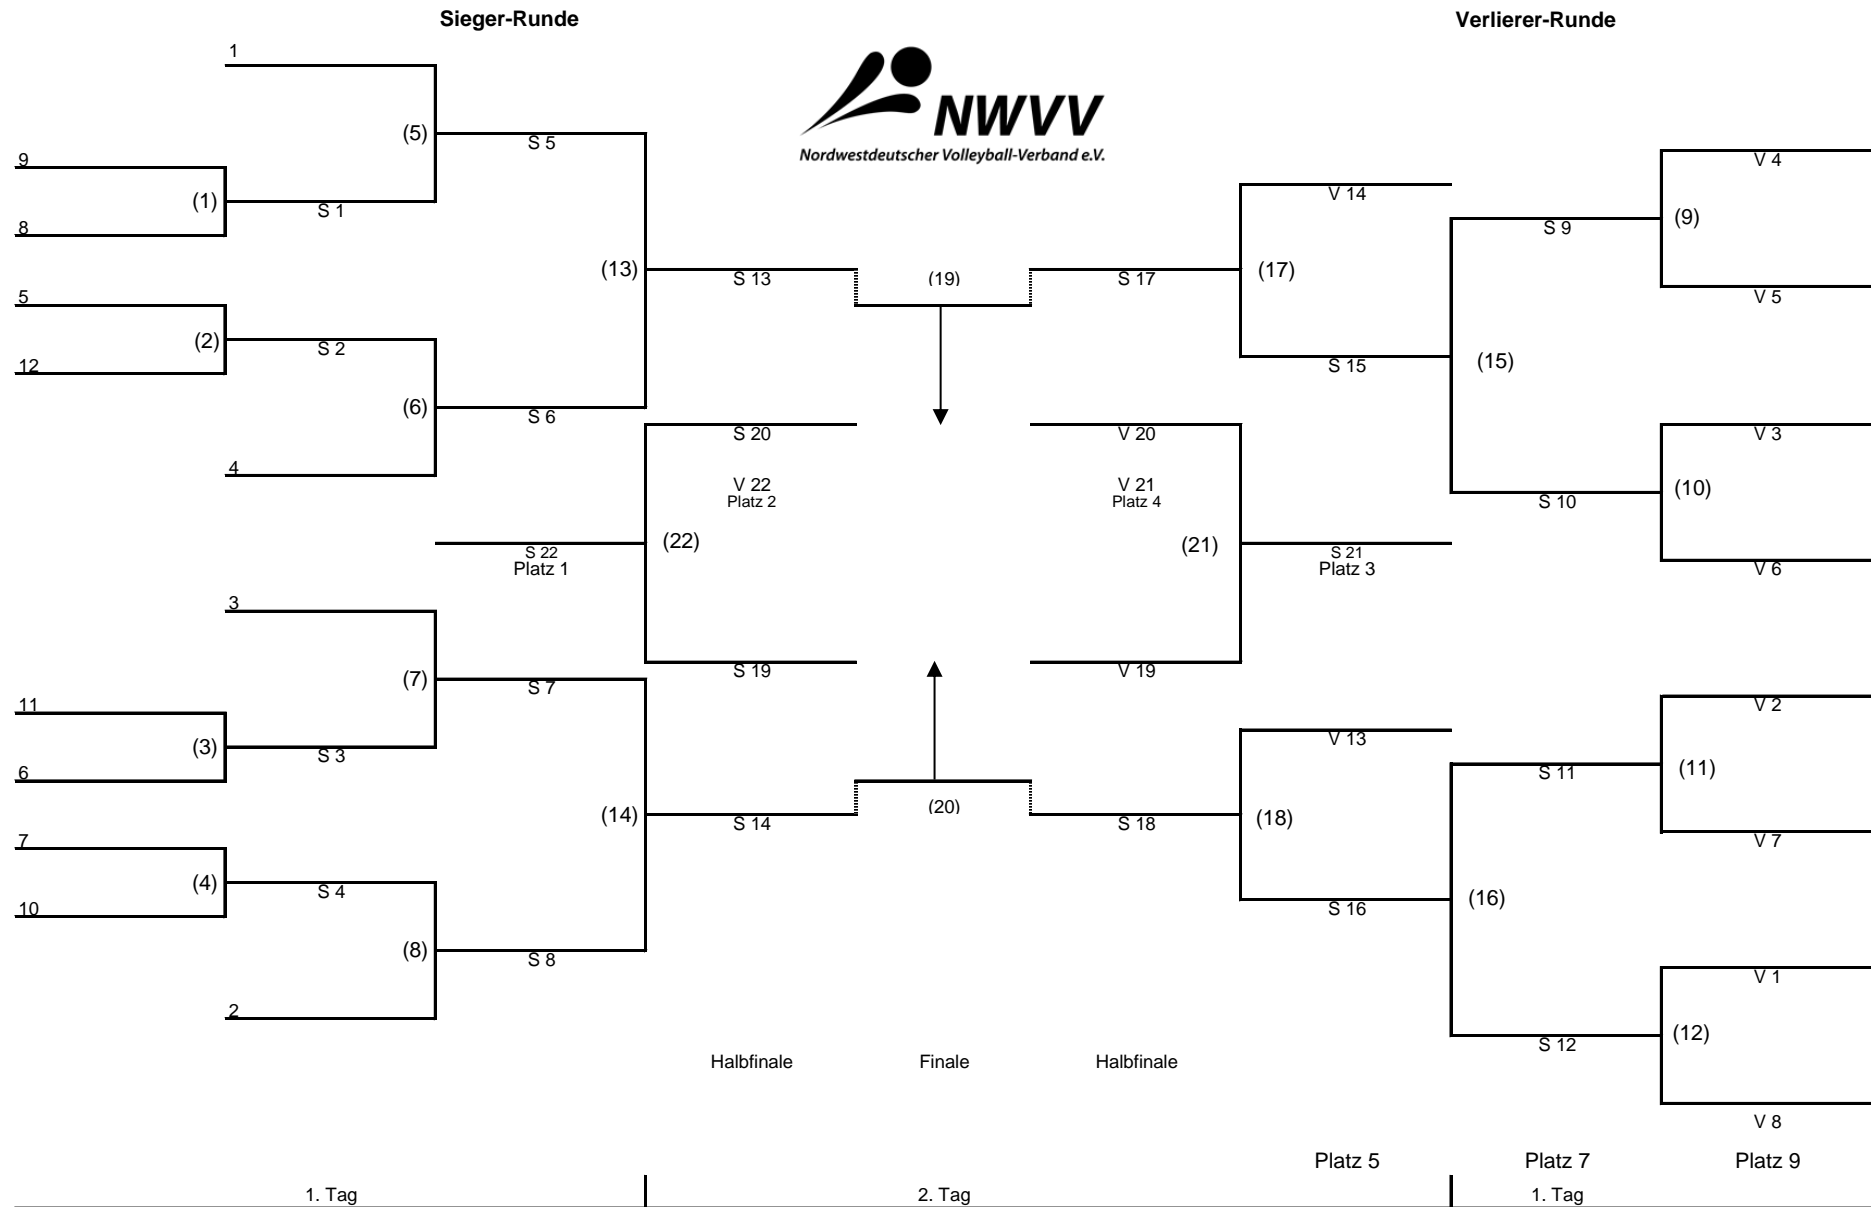 Sieger-Runde
Verlierer-Runde
NWVV
Nordwestdeutscher Volleyball-Verband e.V.
1
(5)
S 5
9
(1)
S 1
8
5
(2)
S 2
12
(6)
S 6
4
(13)
S 13
(19)
S 17
(17)
V 14
S 15
(15)
S 9
(9)
V 4
V 5
S 10
(10)
V 3
V 6
S 20
V 22
Platz 2
(22)
S 22
Platz 1
S 19
V 20
V 21
Platz 4
(21)
S 21
Platz 3
V 19
3
(7)
S 7
11
(3)
S 3
6
7
(4)
S 4
10
(8)
S 8
2
(14)
S 14
(20)
S 18
(18)
V 13
S 16
(16)
S 11
(11)
V 2
V 7
S 12
(12)
V 1
V 8
Halbfinale
Finale
Halbfinale
Platz 5
Platz 7
Platz 9
1. Tag
2. Tag
1. Tag